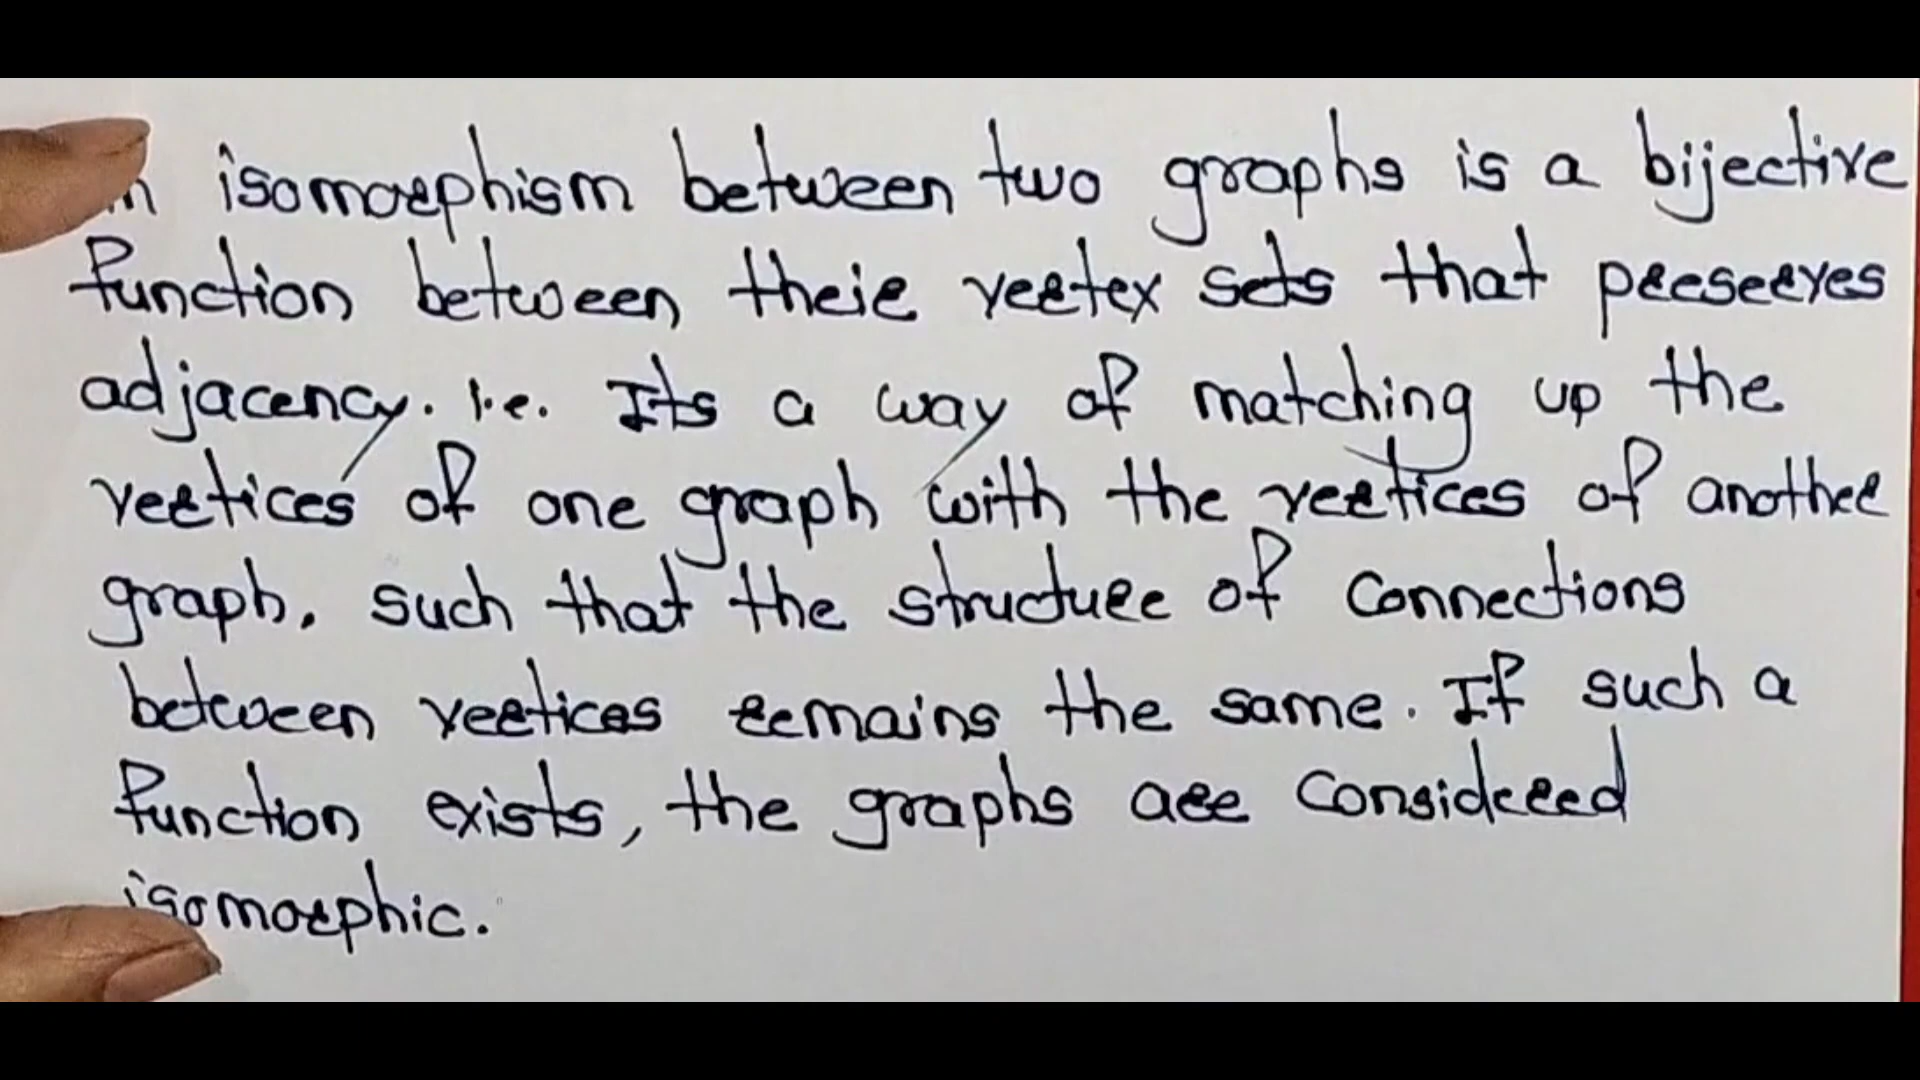 isomorphism between two graphs is a bijective
function between their vertex sets that preserves
adjacency. i.e. Its a way of matching up the
vertices of one graph with the vertices of another
graph, such that the structure of connections
between vertices remains the same. If such a
function exists, the graphs are considered
isomorphic.